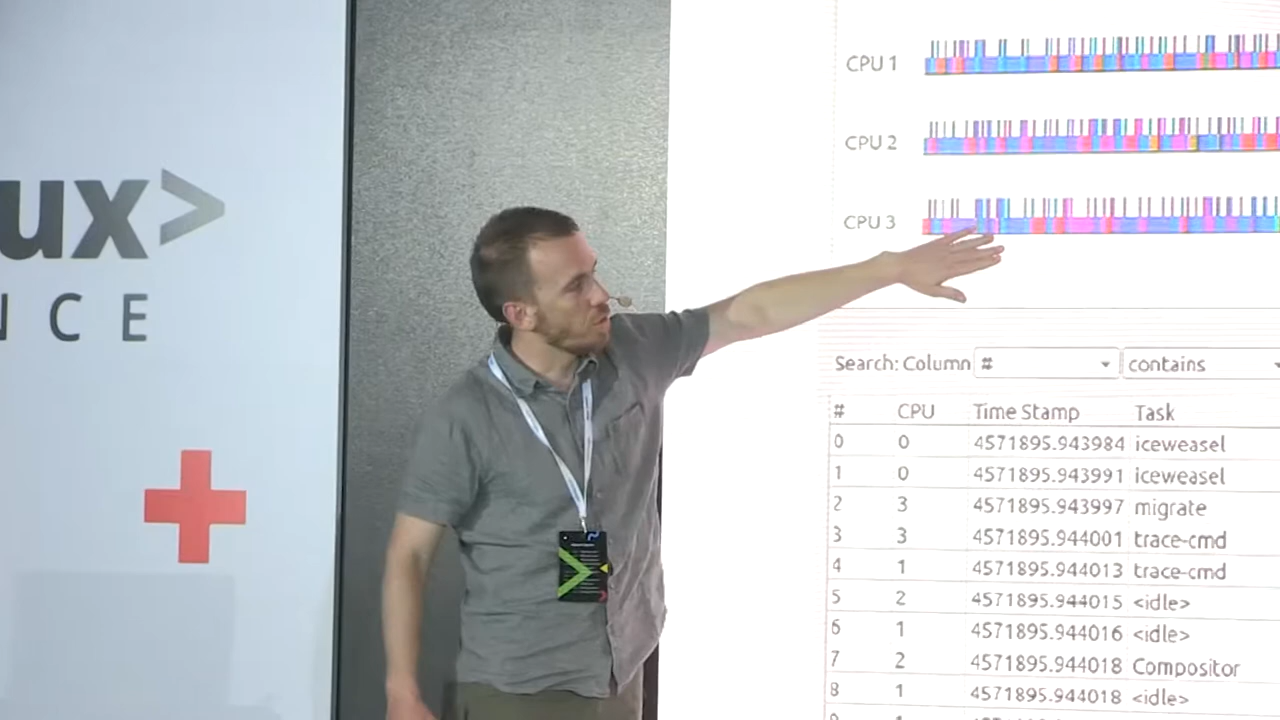 ux>
NCE
CPU 1
CPU 2
CPU 3
Search: Column # contains
# CPU Time Stamp Task
0 0 4571895.943984 iceweasel
1 0 4571895.943991 iceweasel
2 3 4571895.943997 migrate
3 3 4571895.944001 trace-cmd
4 1 4571895.944013 trace-cmd
5 2 4571895.944015 <idle>
6 1 4571895.944016 <idle>
7 2 4571895.944018 Compositor
8 1 4571895.944018 <idle>